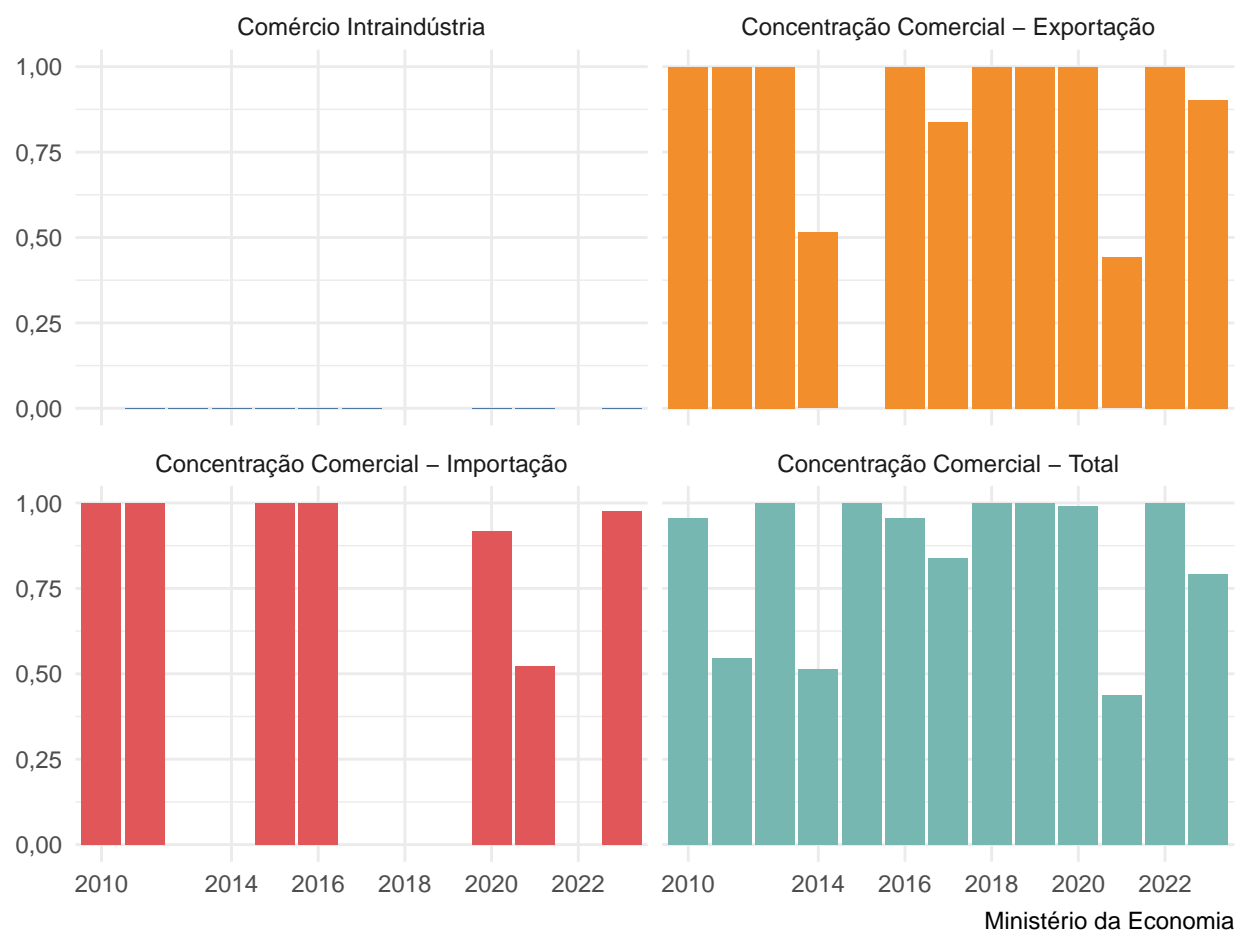 Comércio Intraindústria
Concentração Comercial – Exportação
1,00
0,75
0,50
0,25
0,00
Concentração Comercial – Importação
Concentração Comercial – Total
1,00
0,75
0,50
0,25
0,00
2010 2014 2016 2018 2020 2022
2010 2014 2016 2018 2020 2022
Ministério da Economia